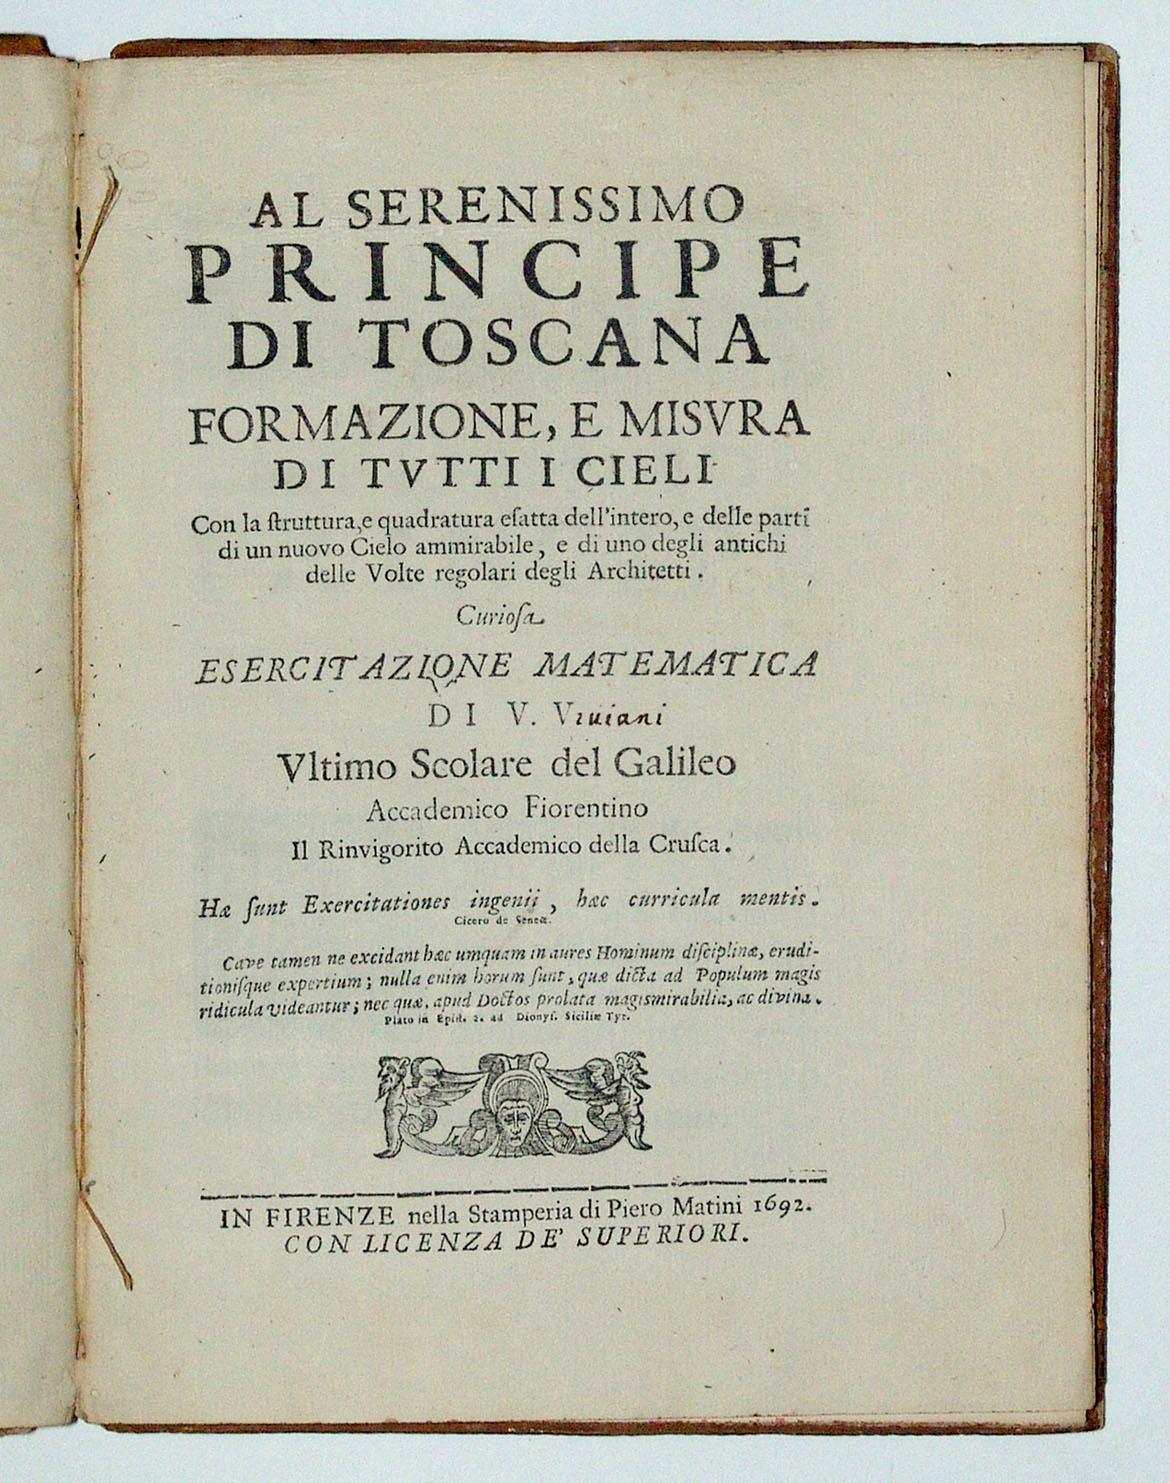 AL SERENISSIMO
PRINCIPE
DI TOSCANA
FORMAZIONE, E MISVRA
DI TVTTI I CIELI
Con la ſtruttura, e quadratura eſatta dell'intero, e delle parti
di un nuovo Cielo ammirabile, e di uno degli antichi
delle Volte regolari degli Architetti.
Curioſa
ESERCITAZIONE MATEMATICA
DI V. Viuiani
Vltimo Scolare del Galileo
Accademico Fiorentino
Il Rinvigorito Accademico della Cruſca.
Hæ ſunt Exercitationes ingenii, hæc curricula mentis.
Cicero de Senect.
Cave tamen ne excidant hæc umquam in aures Hominum diſciplinæ, erudi-
tioniſque expertium; nulla enim horum ſunt, quæ dicta ad Populum magis
ridicula videantur; nec quæ. apud Doctos prolata magis mirabilia, ac divina.
Plato in Epiſt. 2. ad Dionyſ. Siciliæ Tyr.
IN FIRENZE nella Stamperia di Piero Matini 1692.
CON LICENZA DE' SUPERIORI.